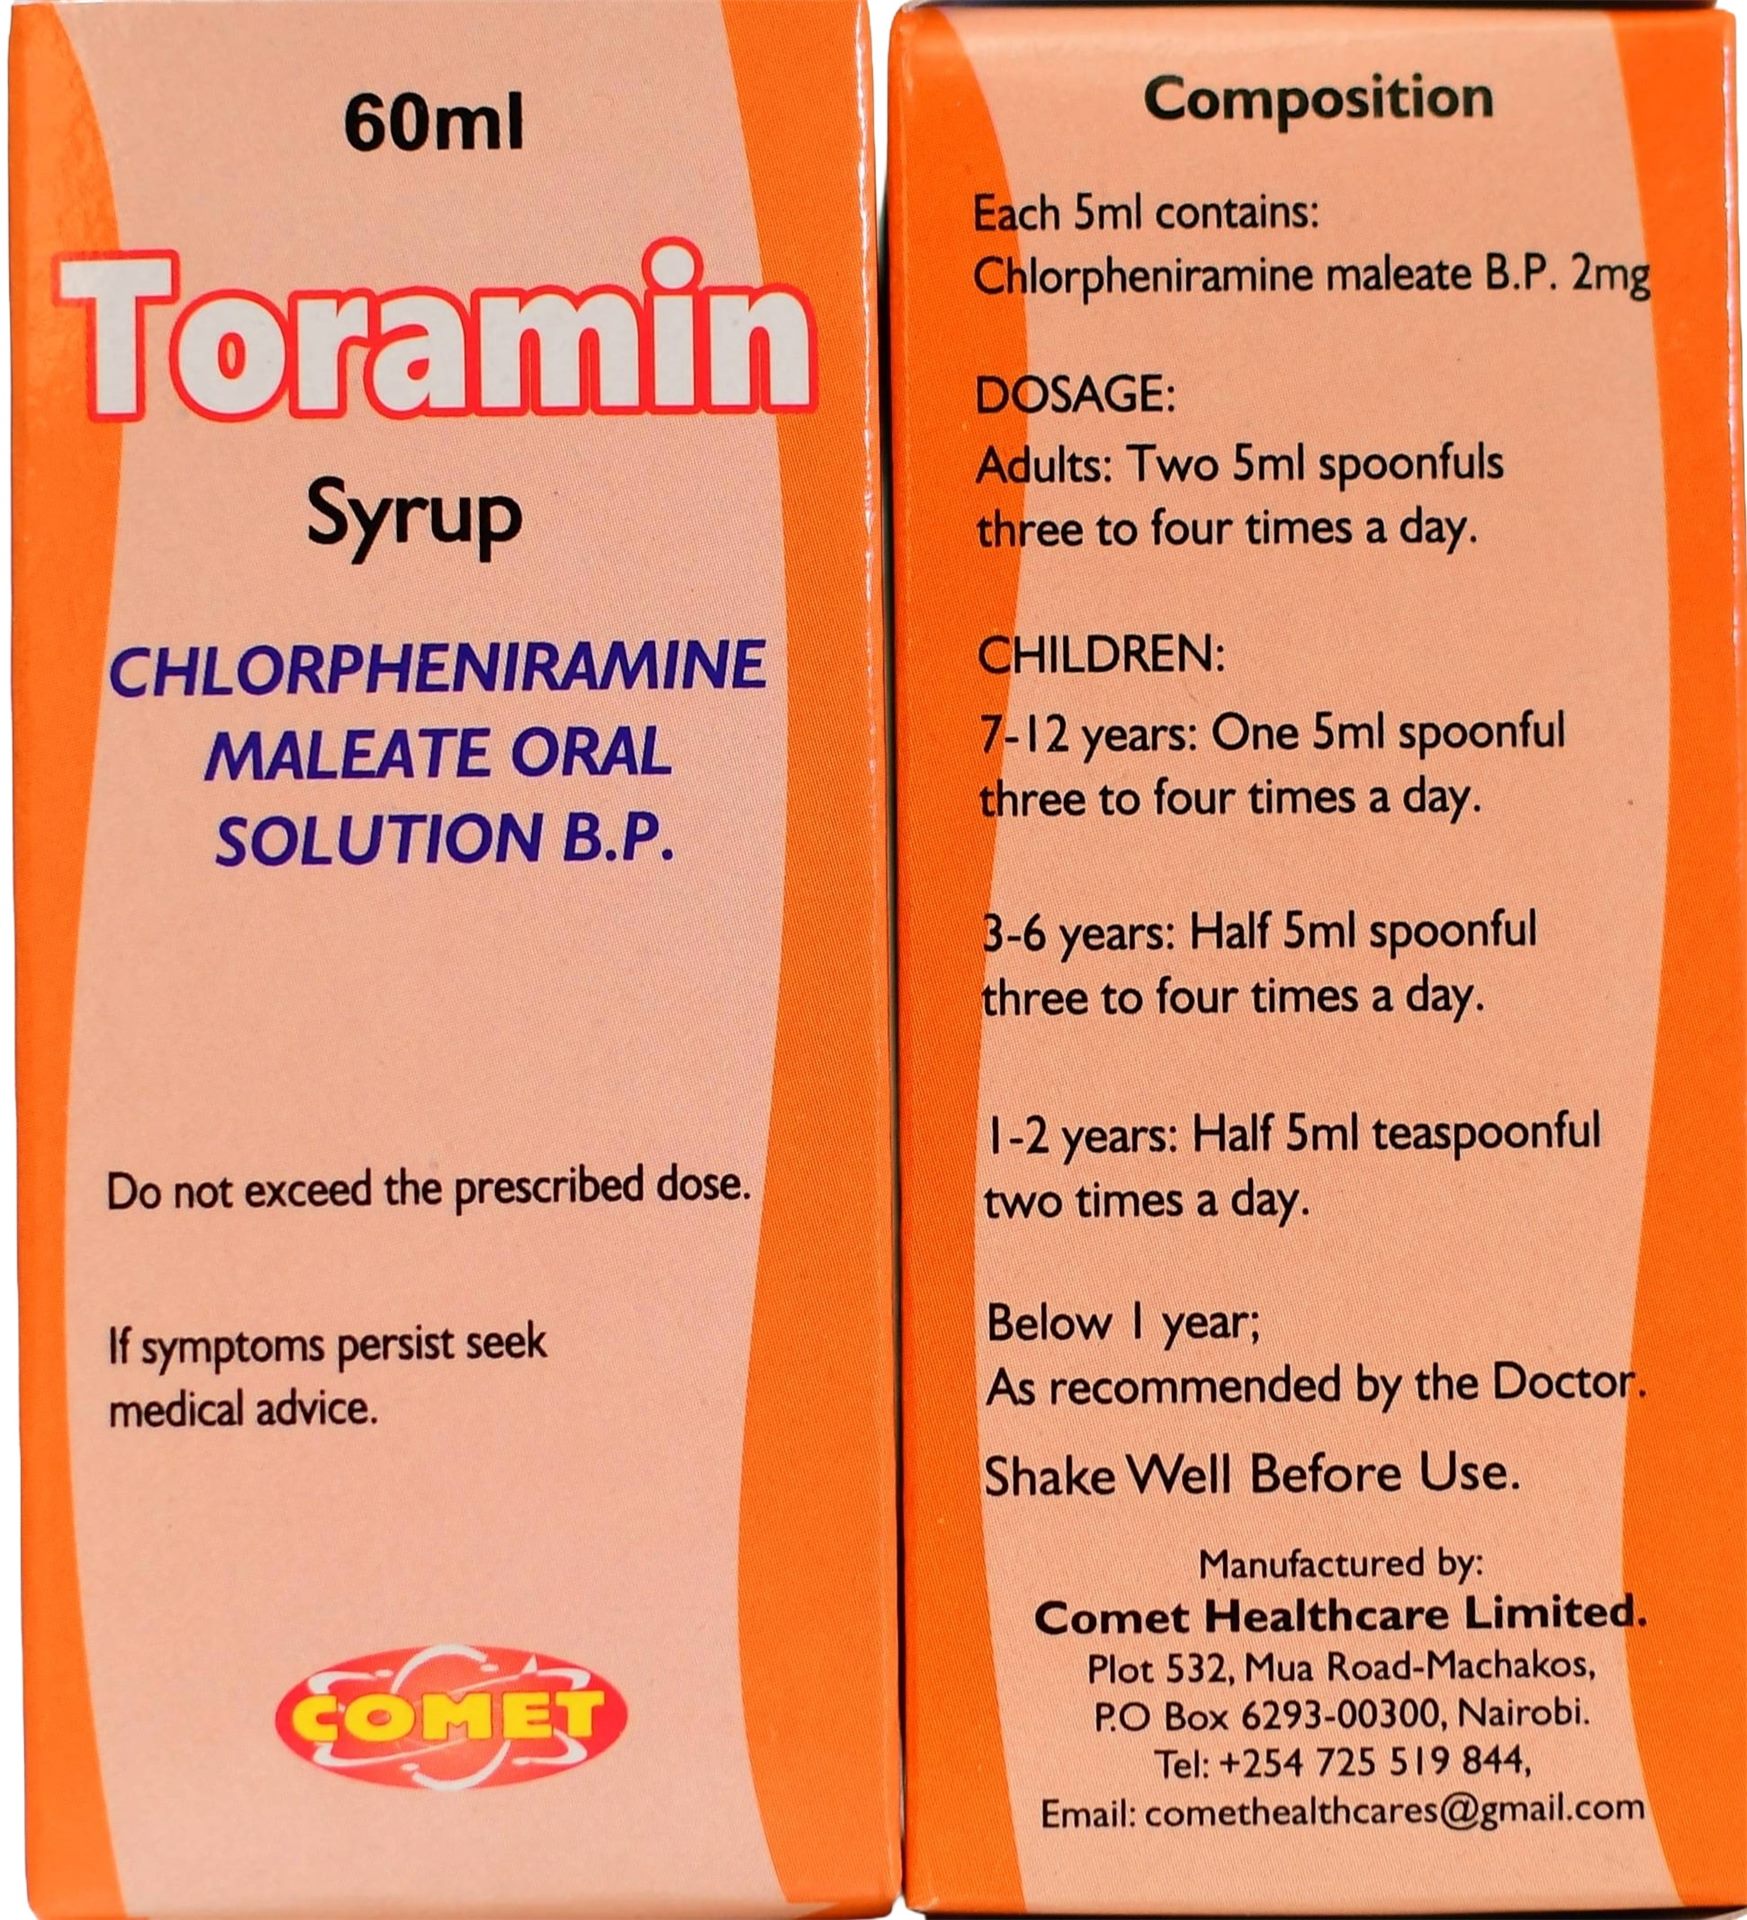 60ml
Toramin
Syrup
CHLORPHENIRAMINE
MALEATE ORAL
SOLUTION B.P.
Do not exceed the prescribed dose.
If symptoms persist seek
medical advice.
COMET
Composition
Each 5ml contains:
Chlorpheniramine maleate B.P. 2mg
DOSAGE:
Adults: Two 5ml spoonfuls
three to four times a day.
CHILDREN:
7-12 years: One 5ml spoonful
three to four times a day.
3-6 years: Half 5ml spoonful
three to four times a day.
1-2 years: Half 5ml teaspoonful
two times a day.
Below 1 year;
As recommended by the Doctor.
Shake Well Before Use.
Manufactured by:
Comet Healthcare Limited.
Plot 532, Mua Road-Machakos,
P.O Box 6293-00300, Nairobi.
Tel: +254 725 519 844,
Email: comethealthcares@gmail.com